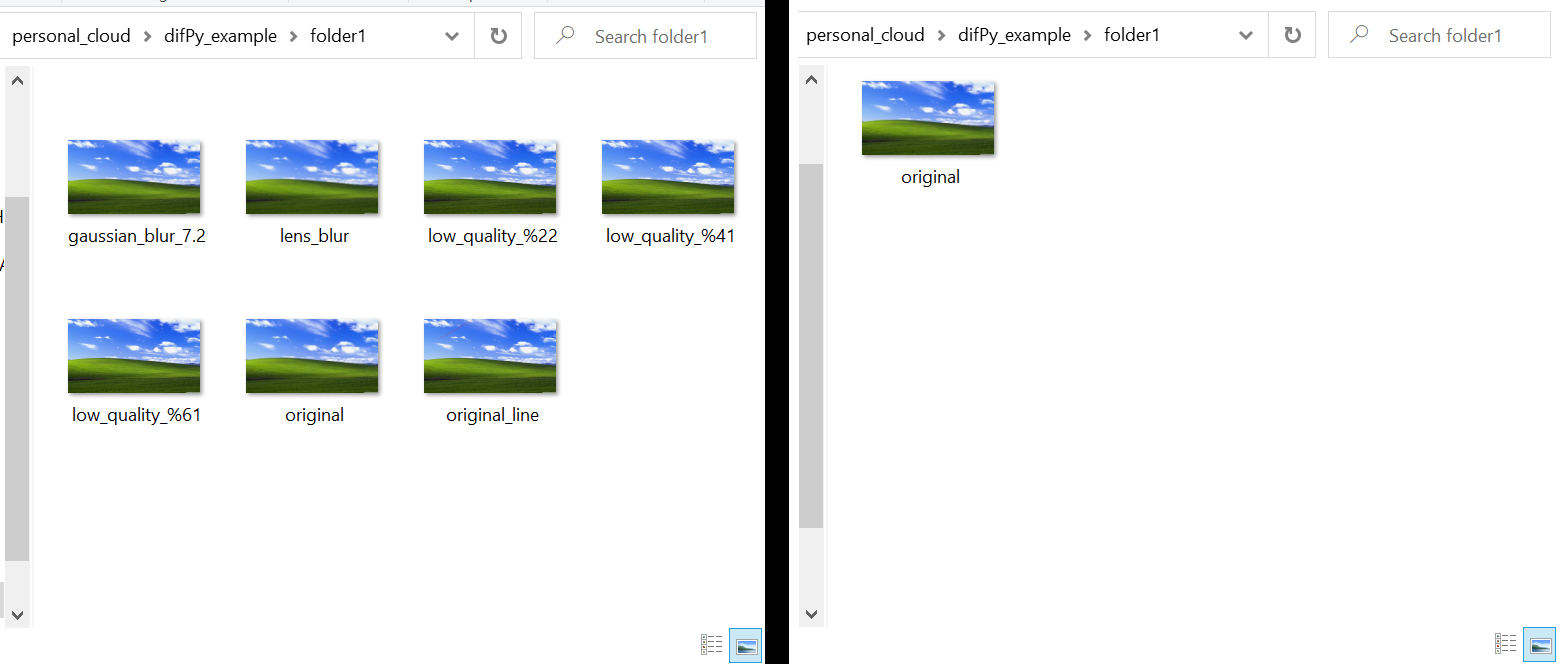 personal_cloud > difPy_example > folder1
Search folder1
gaussian_blur_7.2
lens_blur
low_quality_%22
low_quality_%41
low_quality_%61
original
original_line
personal_cloud > difPy_example > folder1
Search folder1
original